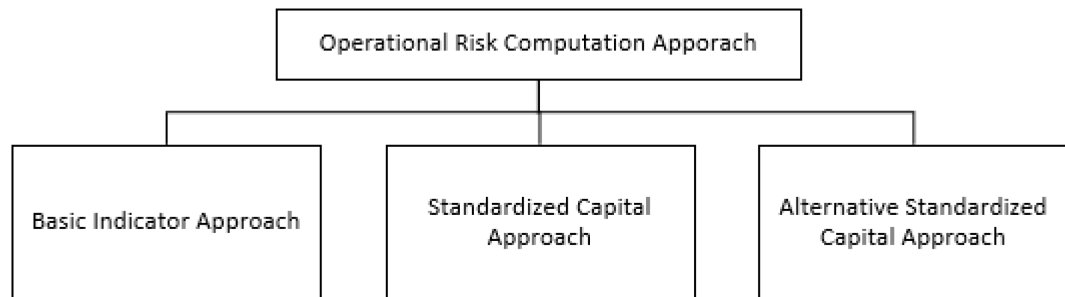 Operational Risk Computation Apporach
Basic Indicator Approach
Standardized Capital
Approach
Alternative Standardized
Capital Approach